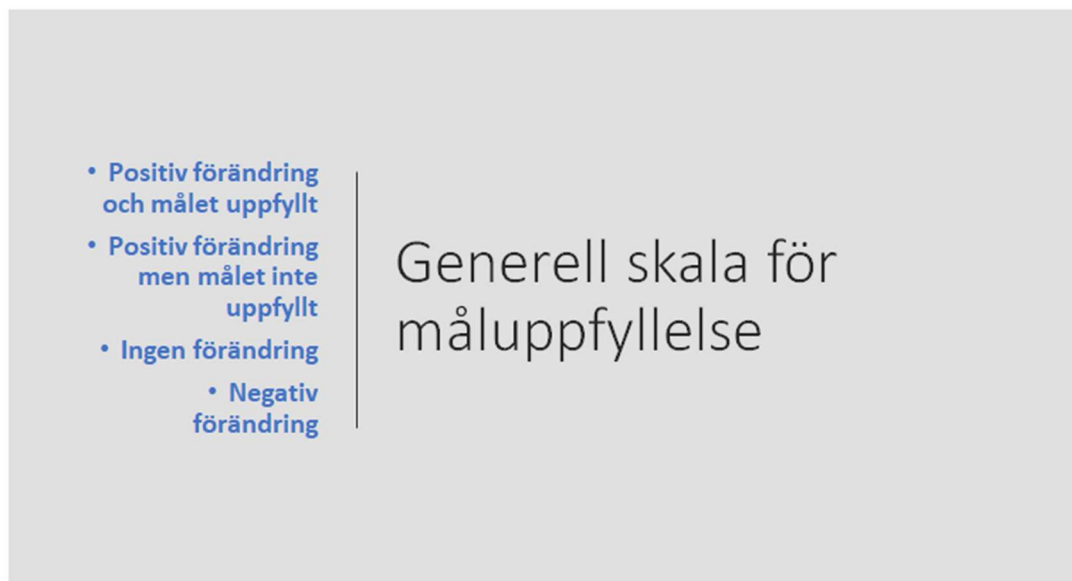 • Positiv förändring
och målet uppfyllt
• Positiv förändring
men målet inte
uppfyllt
• Ingen förändring
• Negativ
förändring
Generell skala för
måluppfyllelse